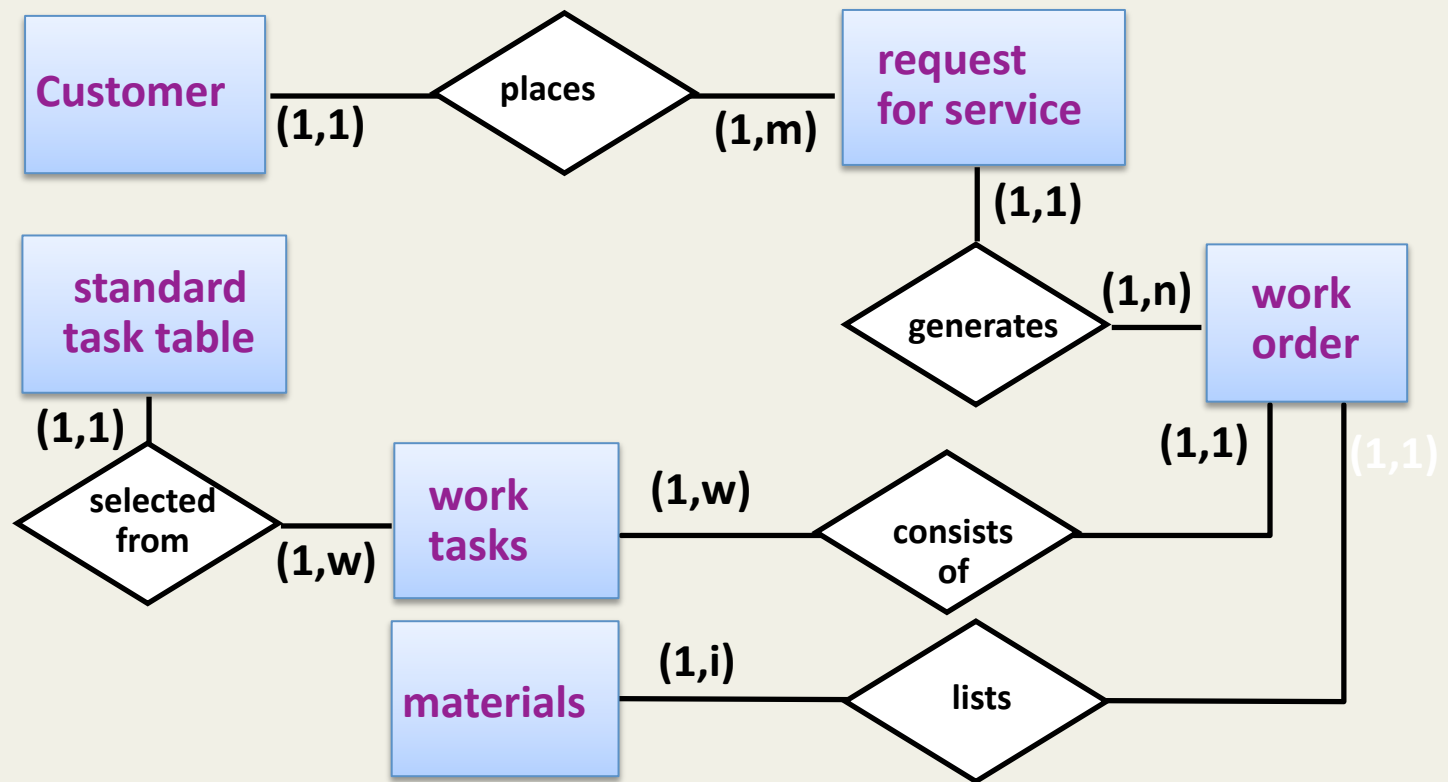 Customer
(1,1)
places
(1,m)
request
for service
(1,1)
standard
task table
(1,1)
generates
(1,n)
work
order
(1,1)
(1,1)
selected
from
(1,w)
work
tasks
(1,w)
consists
of
materials
(1,i)
lists